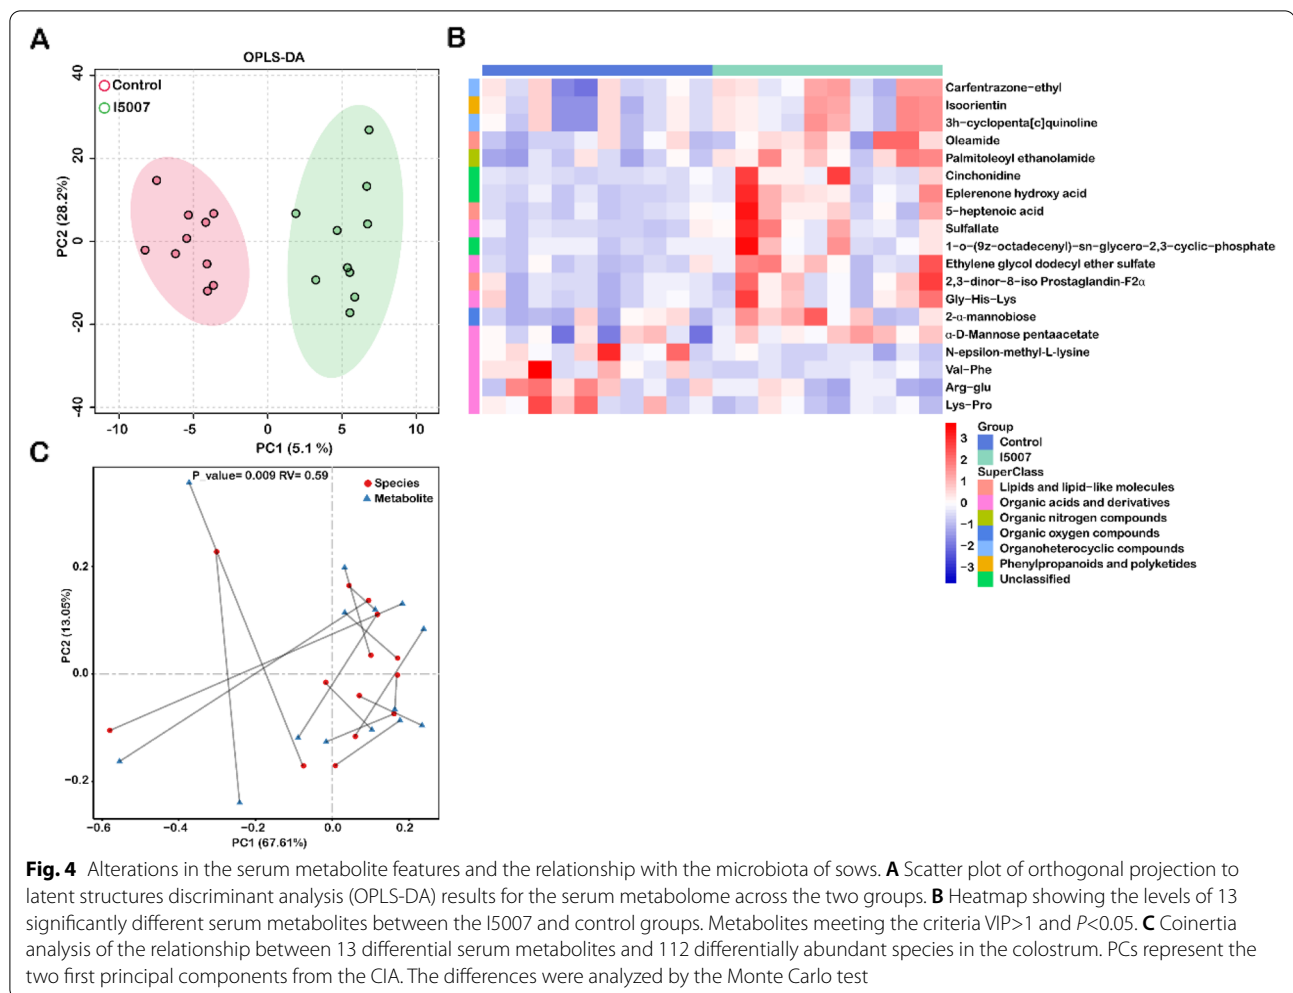 A
OPLS-DA
Control
I5007
40
20
0
-20
-40
PC2 (28.2%)
-10
-5
0
5
10
PC1 (5.1 %)
B
Carfentrazone-ethyl
Isoorientin
3h-cyclopenta[c]quinoline
Oleamide
Palmitoleoyl ethanolamide
Cinchonidine
Eplerenone hydroxy acid
5-heptenoic acid
Sulfallate
1-o-(9z-octadecenyl)-sn-glycero-2,3-cyclic-phosphate
Ethylene glycol dodecyl ether sulfate
2,3-dinor-8-iso Prostaglandin-F2α
Gly-His-Lys
2-α-mannobiose
α-D-Mannose pentaacetate
N-epsilon-methyl-L-lysine
Val-Phe
Arg-glu
Lys-Pro
3
2
1
0
-1
-2
-3
Group
Control
I5007
SuperClass
Lipids and lipid-like molecules
Organic acids and derivatives
Organic nitrogen compounds
Organic oxygen compounds
Organoheterocyclic compounds
Phenylpropanoids and polyketides
Unclassified
C
P_value= 0.009 RV= 0.59
Species
Metabolite
0.2
0.0
-0.2
PC2 (13.05%)
-0.6
-0.4
-0.2
0.0
0.2
PC1 (67.61%)
Fig. 4 Alterations in the serum metabolite features and the relationship with the microbiota of sows. A Scatter plot of orthogonal projection to
latent structures discriminant analysis (OPLS-DA) results for the serum metabolome across the two groups. B Heatmap showing the levels of 13
significantly different serum metabolites between the I5007 and control groups. Metabolites meeting the criteria VIP>1 and P<0.05. C Coinertia
analysis of the relationship between 13 differential serum metabolites and 112 differentially abundant species in the colostrum. PCs represent the
two first principal components from the CIA. The differences were analyzed by the Monte Carlo test